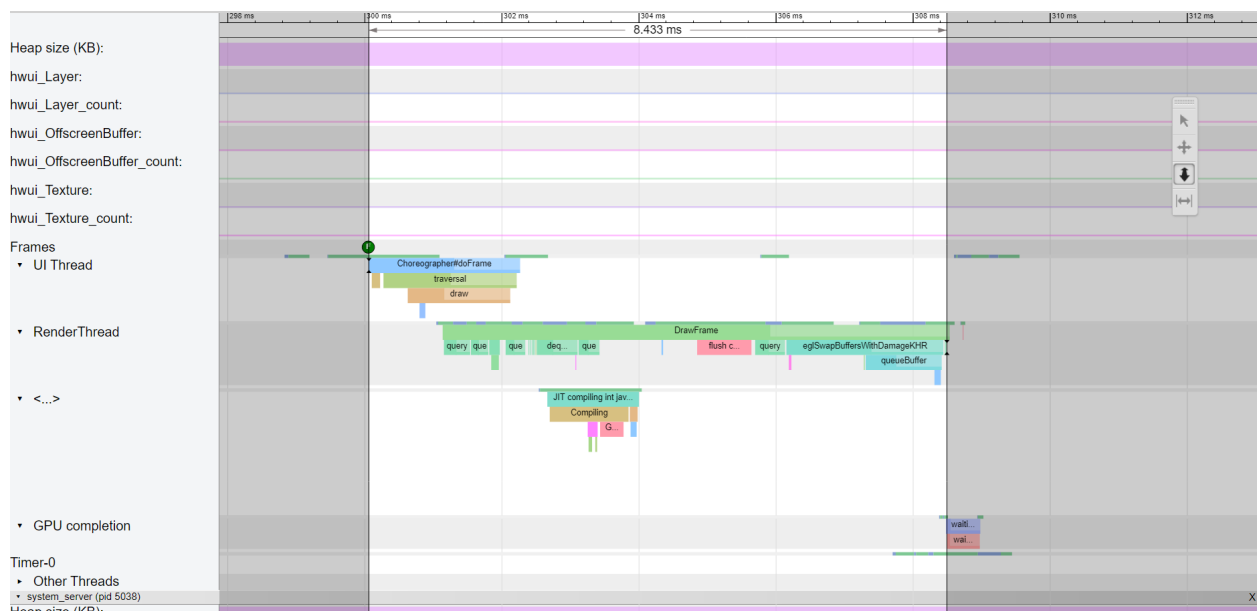 298 ms 300 ms 302 ms 304 ms 306 ms 308 ms 310 ms 312 ms
8.433 ms
Heap size (KB):
hwui_Layer:
hwui_Layer_count:
hwui_OffscreenBuffer:
hwui_OffscreenBuffer_count:
hwui_Texture:
hwui_Texture_count:
Frames
F
UI Thread Choreographer#doFrame
traversal
draw
RenderThread DrawFrame
query que que deq... que flush c... query eglSwapBuffersWithDamageKHR
queueBuffer
<...> JIT compiling int jav...
Compiling
G...
GPU completion waiti...
wai...
Timer-0
Other Threads
system_server (pid 5038) X
Heap size (KB):